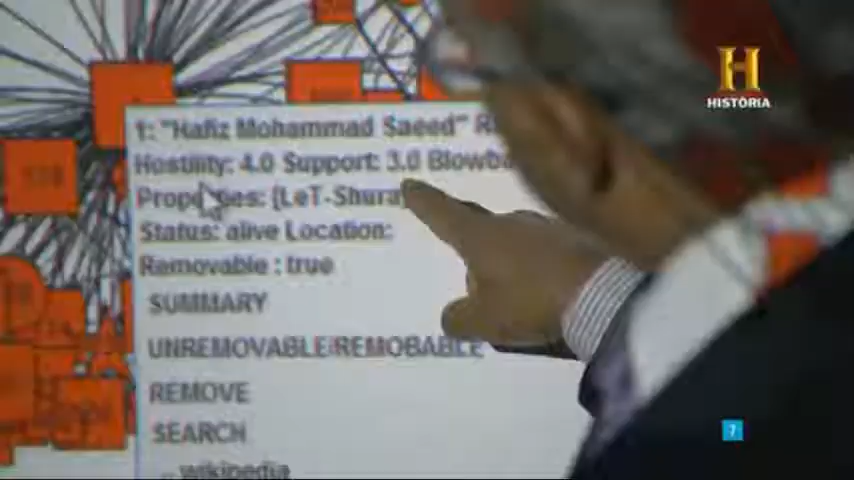 H
HISTORIA
1: "Hafiz Mohammad Saeed" R
Hostility: 4.0 Support: 3.0 Blowba
Properties: [LeT-Shura
Status: alive Location:
Removable : true
SUMMARY
UNREMOVABLE/REMOBABLE
REMOVE
SEARCH
.. wikipedia
7